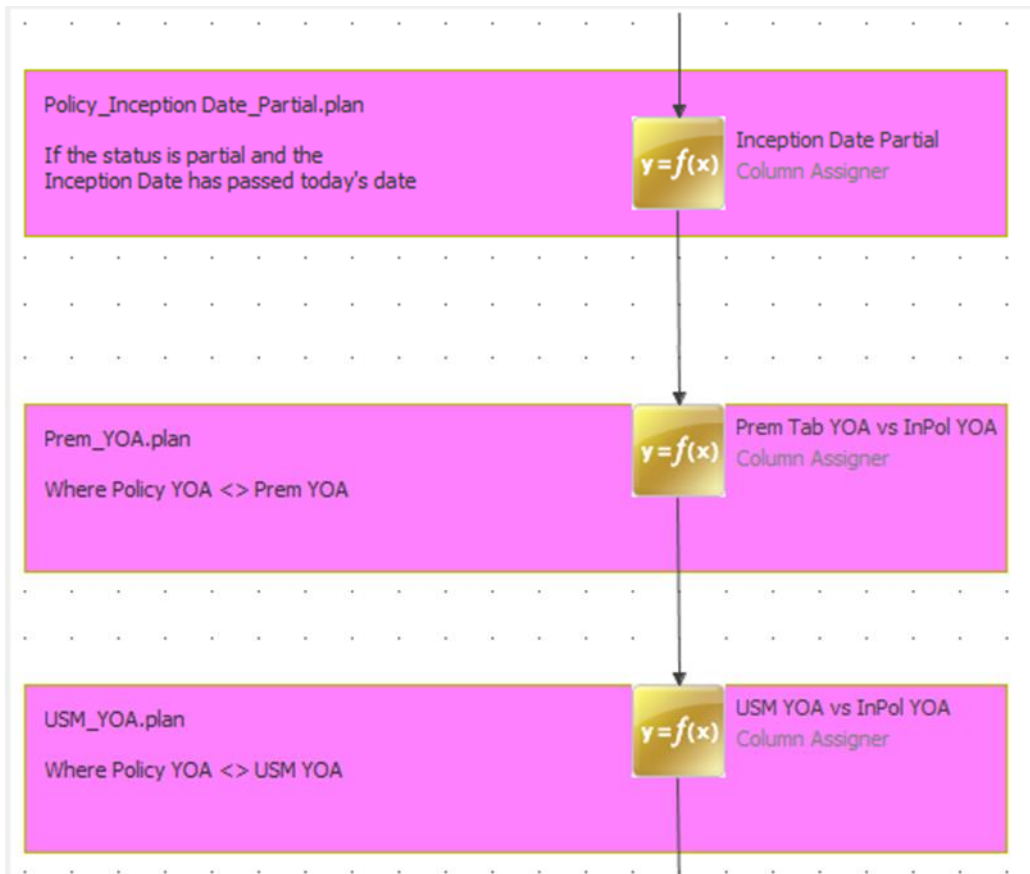 Policy_Inception Date_Partial.plan
If the status is partial and the
Inception Date has passed today's date
y=f(x)
Inception Date Partial
Column Assigner
Prem_YOA.plan
Where Policy YOA <> Prem YOA
y=f(x)
Prem Tab YOA vs InPol YOA
Column Assigner
USM_YOA.plan
Where Policy YOA <> USM YOA
y=f(x)
USM YOA vs InPol YOA
Column Assigner